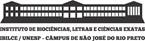 INSTITUTO DE BIOCIÊNCIAS, LETRAS E CIÊNCIAS EXATAS
IBILCE / UNESP - CÂMPUS DE SÃO JOSÉ DO RIO PRETO